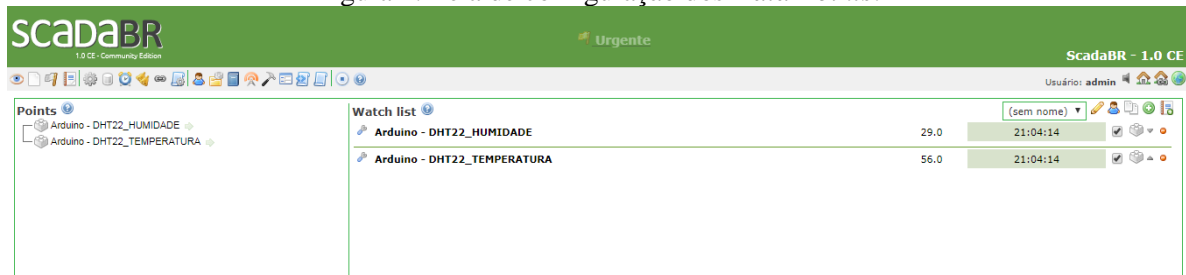 ScadaBR
1.0 CE - Community Edition
Urgente
ScadaBR - 1.0 CE
Usuário: admin
Points
Arduino - DHT22_HUMIDADE
Arduino - DHT22_TEMPERATURA
Watch list
(sem nome)
Arduino - DHT22_HUMIDADE 29.0 21:04:14
Arduino - DHT22_TEMPERATURA 56.0 21:04:14